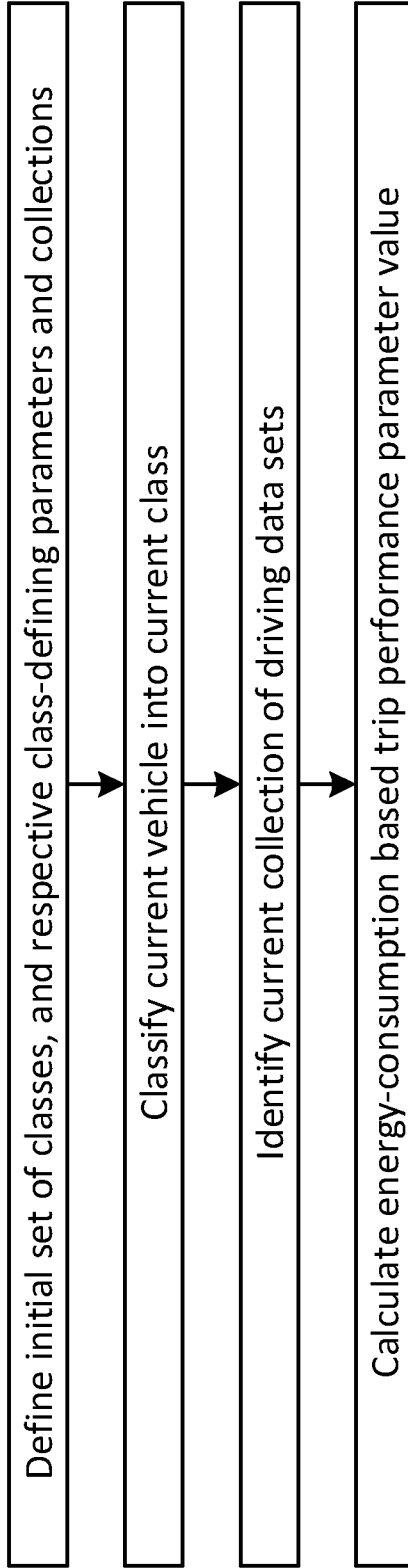 Define initial set of classes, and respective class-defining parameters and collections
Classify current vehicle into current class
Identify current collection of driving data sets
Calculate energy-consumption based trip performance parameter value